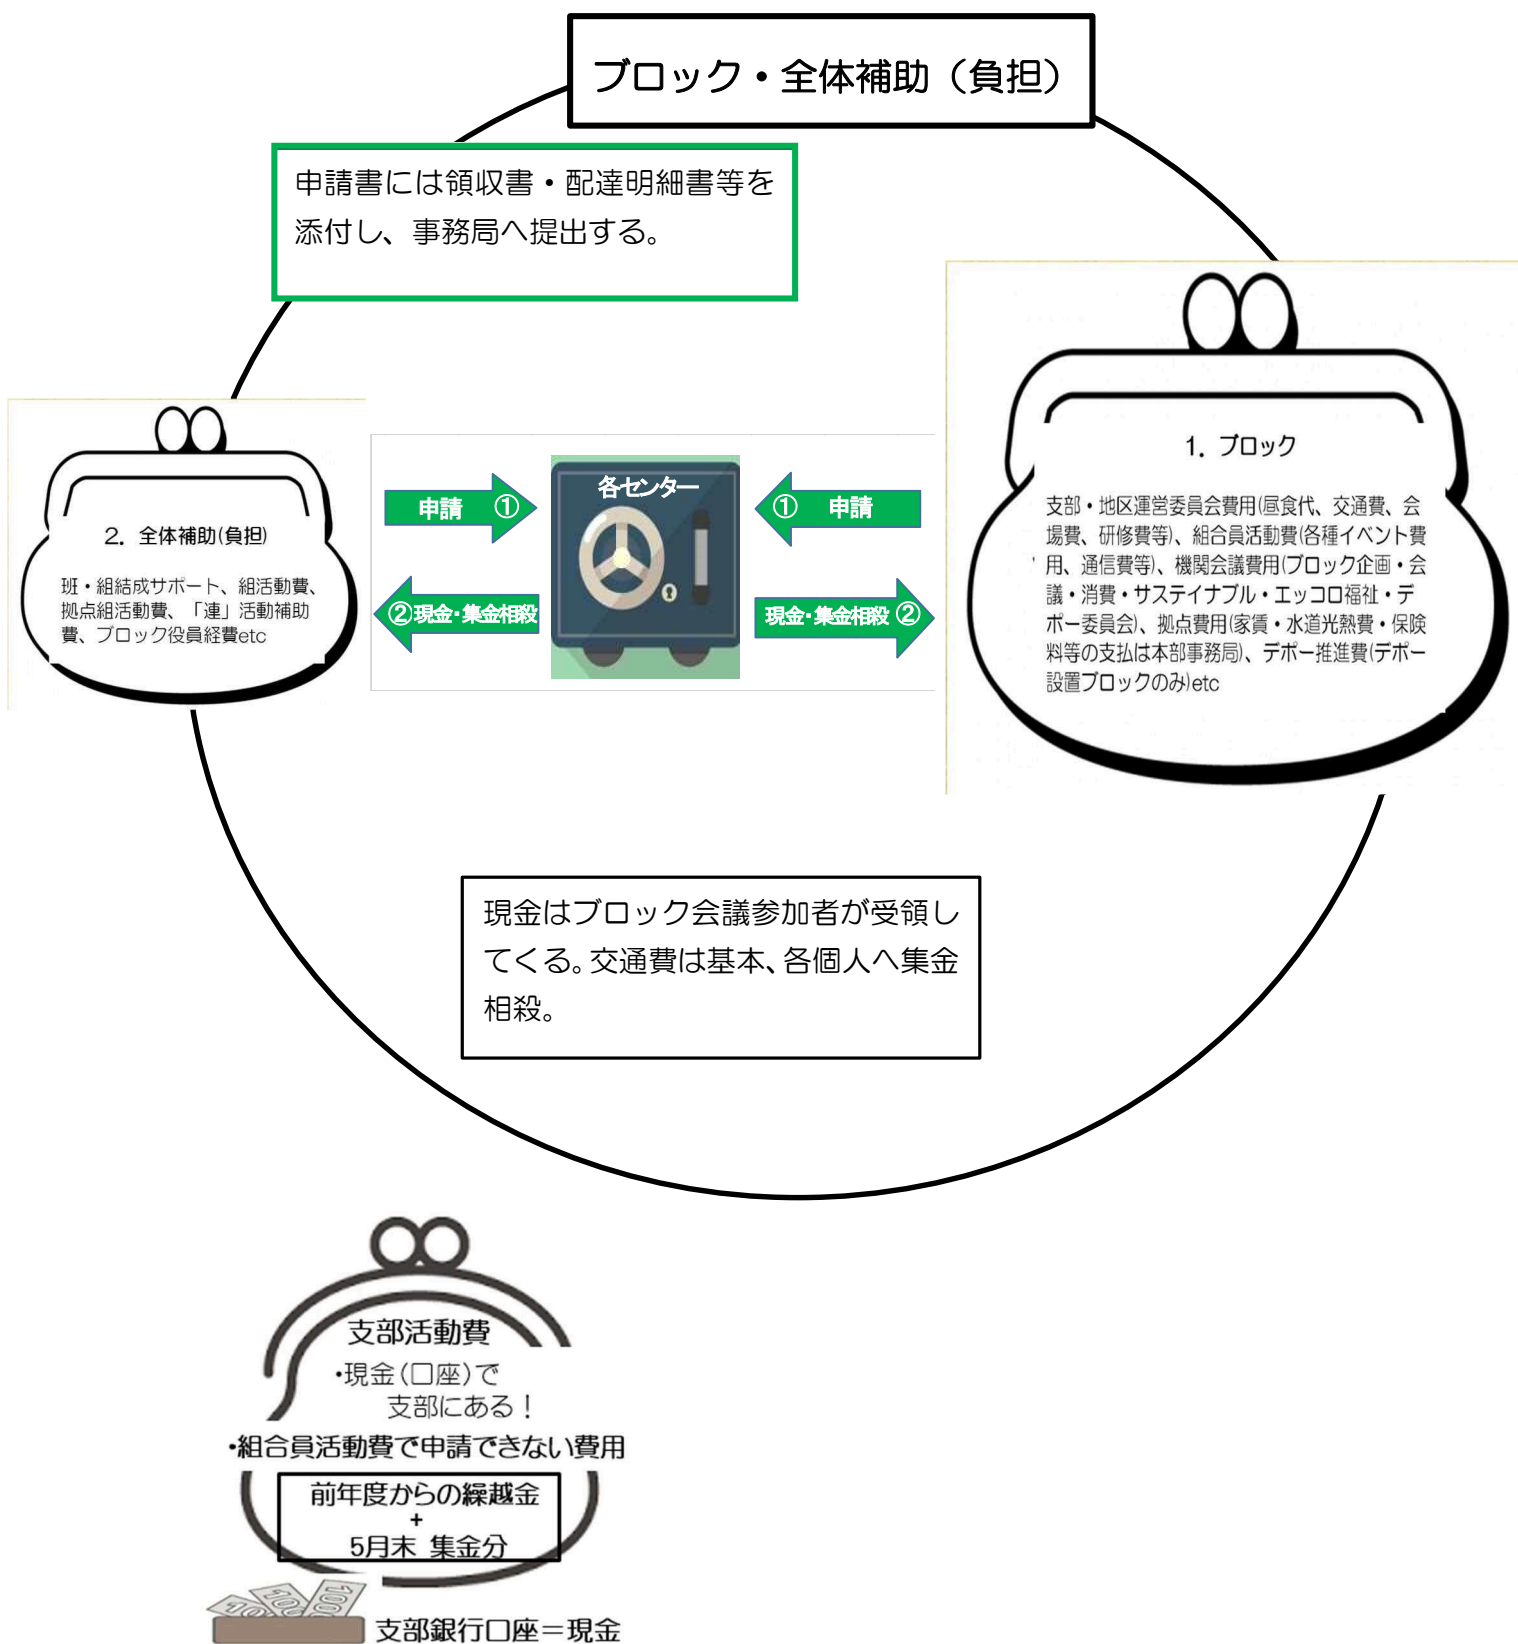 ブロック・全体補助（負担）
申請書には領収書・配達明細書等を
添付し、事務局へ提出する。
1．ブロック
支部・地区運営委員会費用(昼食代、交通費、会
場費、研修費等)、組合員活動費(各種イベント費
用、通信費等)、機関会議費用(ブロック企画・会
議・消費・サステイナブル・エッコロ福祉・デ
ポー委員会)、拠点費用(家賃・水道光熱費・保険
料等の支払は本部事務局)、デポー推進費(デポー
設置ブロックのみ)etc
2．全体補助(負担)
班・組結成サポート、組活動費、
拠点組活動費、「連」活動補助
費、ブロック役員経費etc
申請 ①
各センター
① 申請
②現金・集金相殺
現金・集金相殺 ②
現金はブロック会議参加者が受領し
てくる。交通費は基本、各個人へ集金
相殺。
支部活動費
・現金(口座)で
支部にある！
・組合員活動費で申請できない費用
前年度からの繰越金
+
5月末 集金分
支部銀行口座＝現金